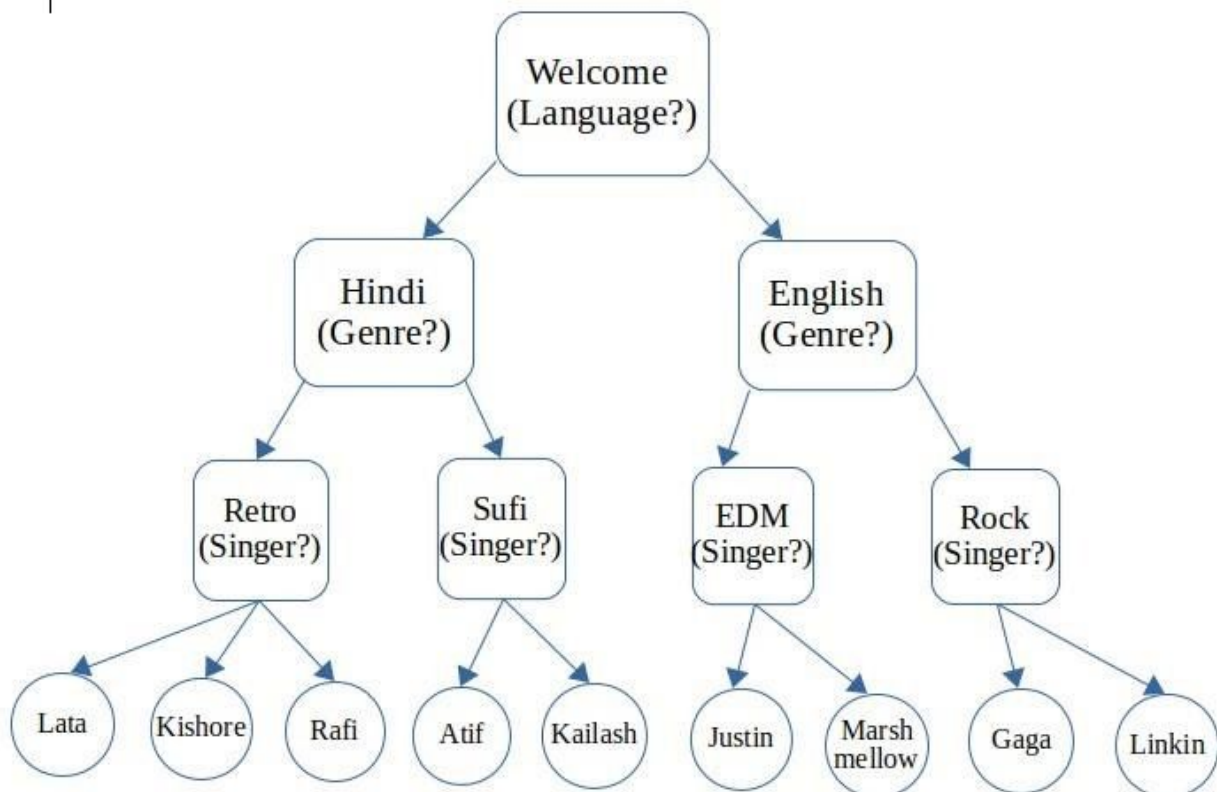 Welcome
(Language?)
Hindi
(Genre?)
English
(Genre?)
Retro
(Singer?)
Sufi
(Singer?)
EDM
(Singer?)
Rock
(Singer?)
Lata
Kishore
Rafi
Atif
Kailash
Justin
Marsh
mellow
Gaga
Linkin